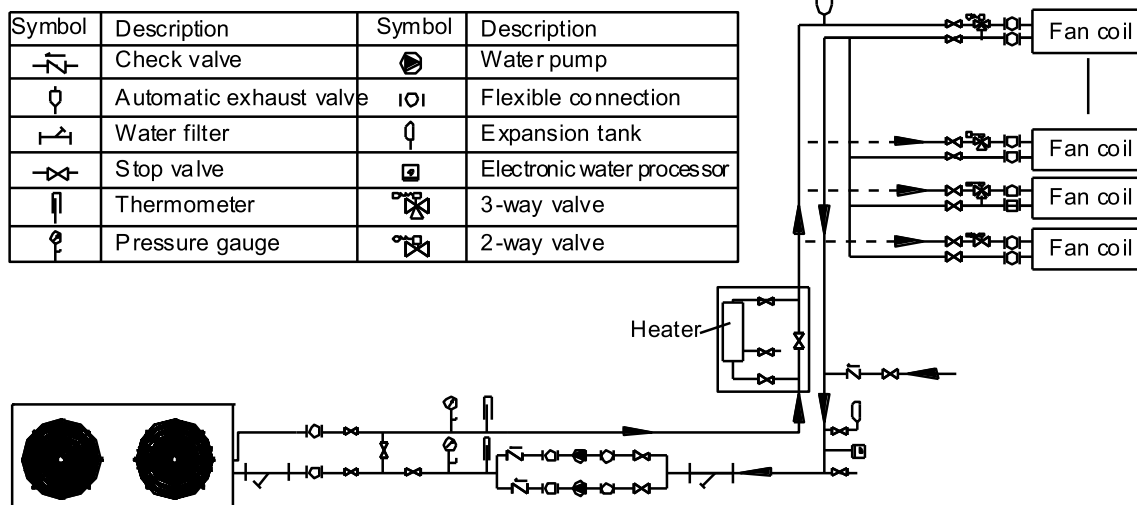 Symbol Description Symbol Description
Check valve Water pump
Automatic exhaust valve Flexible connection
Water filter Expansion tank
Stop valve Electronic water processor
Thermometer 3-way valve
Pressure gauge 2-way valve
Fan coil
Fan coil
Fan coil
Fan coil
Heater